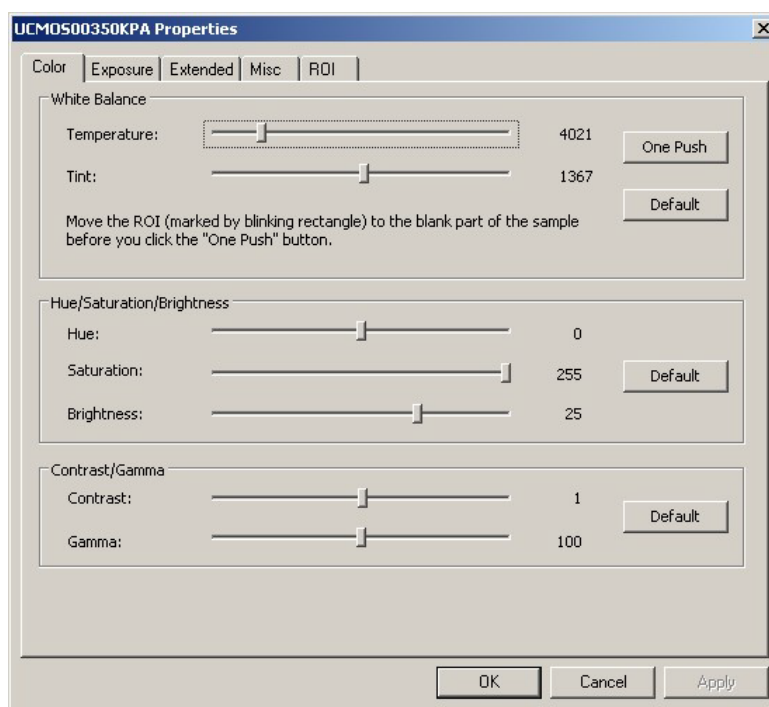 UCMOS00350KPA Properties
Color Exposure Extended Misc ROI
White Balance
Temperature: 4021 One Push
Tint: 1367
Default
Move the ROI (marked by blinking rectangle) to the blank part of the sample
before you click the "One Push" button.
Hue/Saturation/Brightness
Hue: 0
Saturation: 255 Default
Brightness: 25
Contrast/Gamma
Contrast: 1
Default
Gamma: 100
OK Cancel Apply